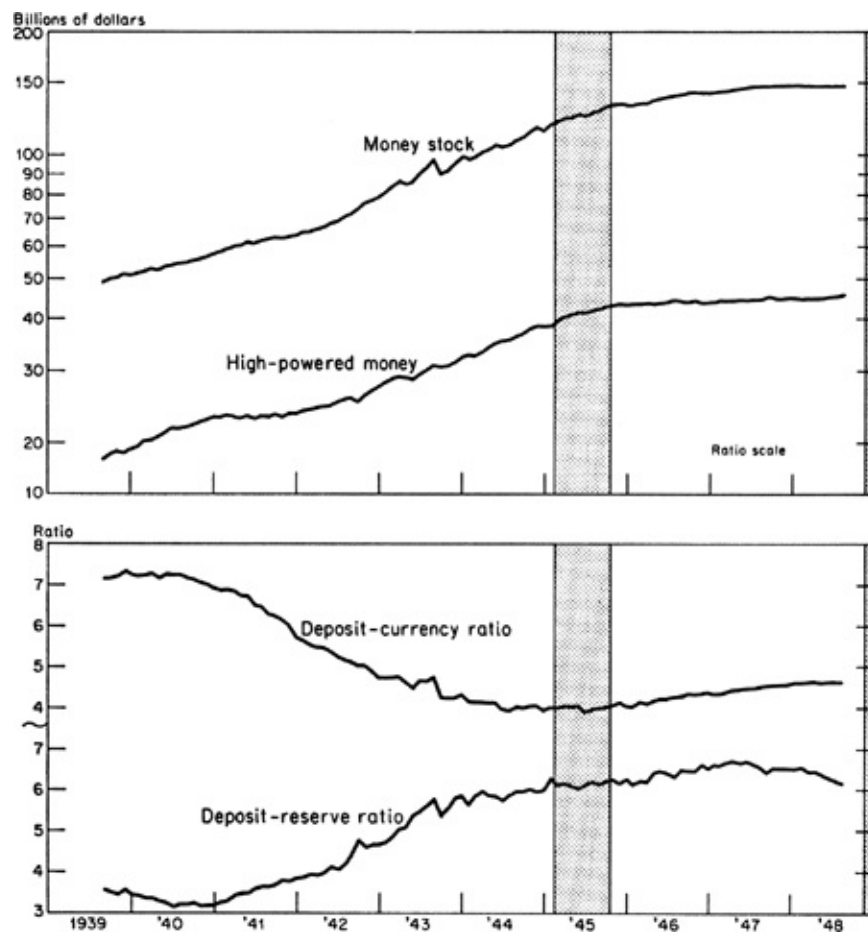 Billions of dollars
200
150
Money stock
100
90
80
70
60
50
40
High-powered money
30
20
Ratio scale
10
Ratio
8
7
Deposit-currency ratio
6
5
4
7
6
Deposit-reserve ratio
5
4
3
1939 '40 '41 '42 '43 '44 '45 '46 '47 '48